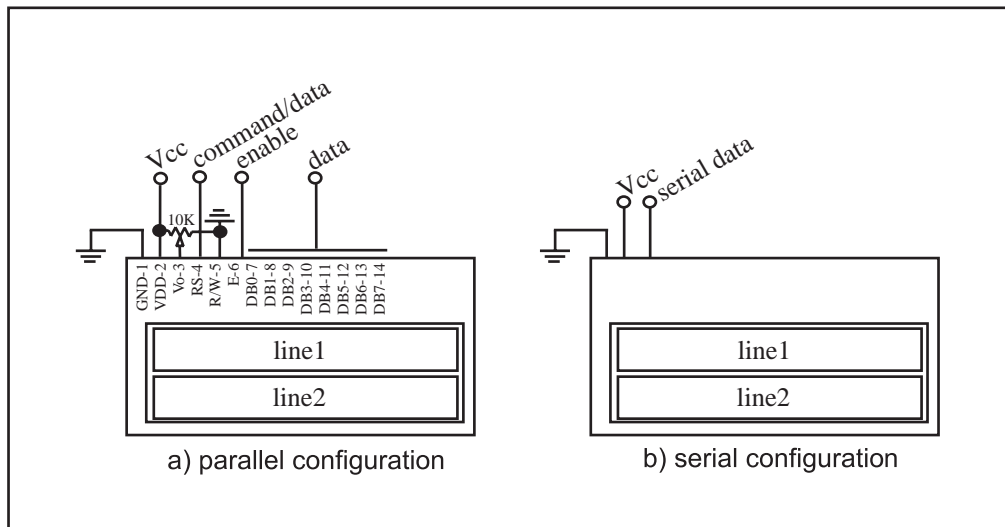 Vcc
command/data
enable
data
10K
GND-1
VDD-2
Vo-3
RS-4
R/W-5
E-6
DB0-7
DB1-8
DB2-9
DB3-10
DB4-11
DB5-12
DB6-13
DB7-14
line1
line2
a) parallel configuration
Vcc
serial data
line1
line2
b) serial configuration